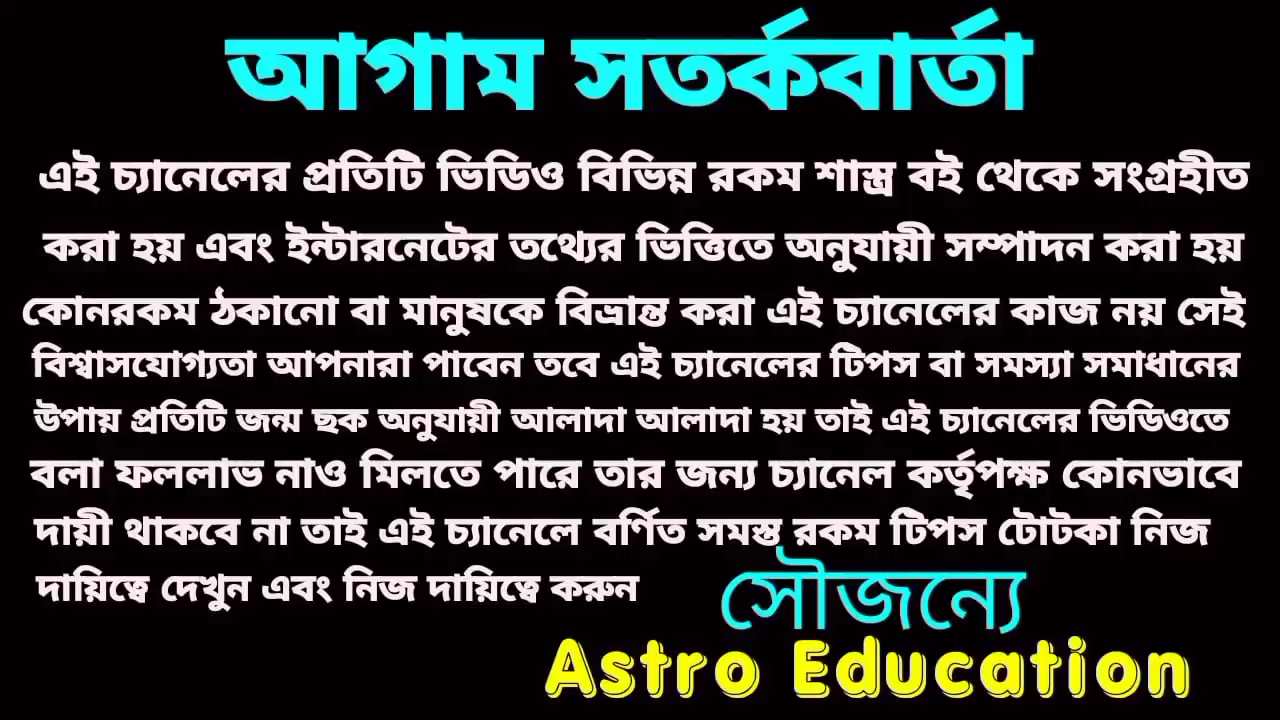 আগাম সতর্কবার্তা
এই চ্যানেলের প্রতিটি ভিডিও বিভিন্ন রকম শাস্ত্র বই থেকে সংগ্রহীত
করা হয় এবং ইন্টারনেটের তথ্যের ভিত্তিতে অনুযায়ী সম্পাদন করা হয়
কোনরকম ঠকানো বা মানুষকে বিভ্রান্ত করা এই চ্যানেলের কাজ নয় সেই
বিশ্বাসযোগ্যতা আপনারা পাবেন তবে এই চ্যানেলের টিপস বা সমস্যা সমাধানের
উপায় প্রতিটি জন্ম ছক অনুযায়ী আলাদা আলাদা হয় তাই এই চ্যানেলের ভিডিওতে
বলা ফললাভ নাও মিলতে পারে তার জন্য চ্যানেল কর্তৃপক্ষ কোনভাবে
দায়ী থাকবে না তাই এই চ্যানেলে বর্ণিত সমস্ত রকম টিপস টোটকা নিজ
দায়িত্বে দেখুন এবং নিজ দায়িত্বে করুন
সৌজন্যে
Astro Education